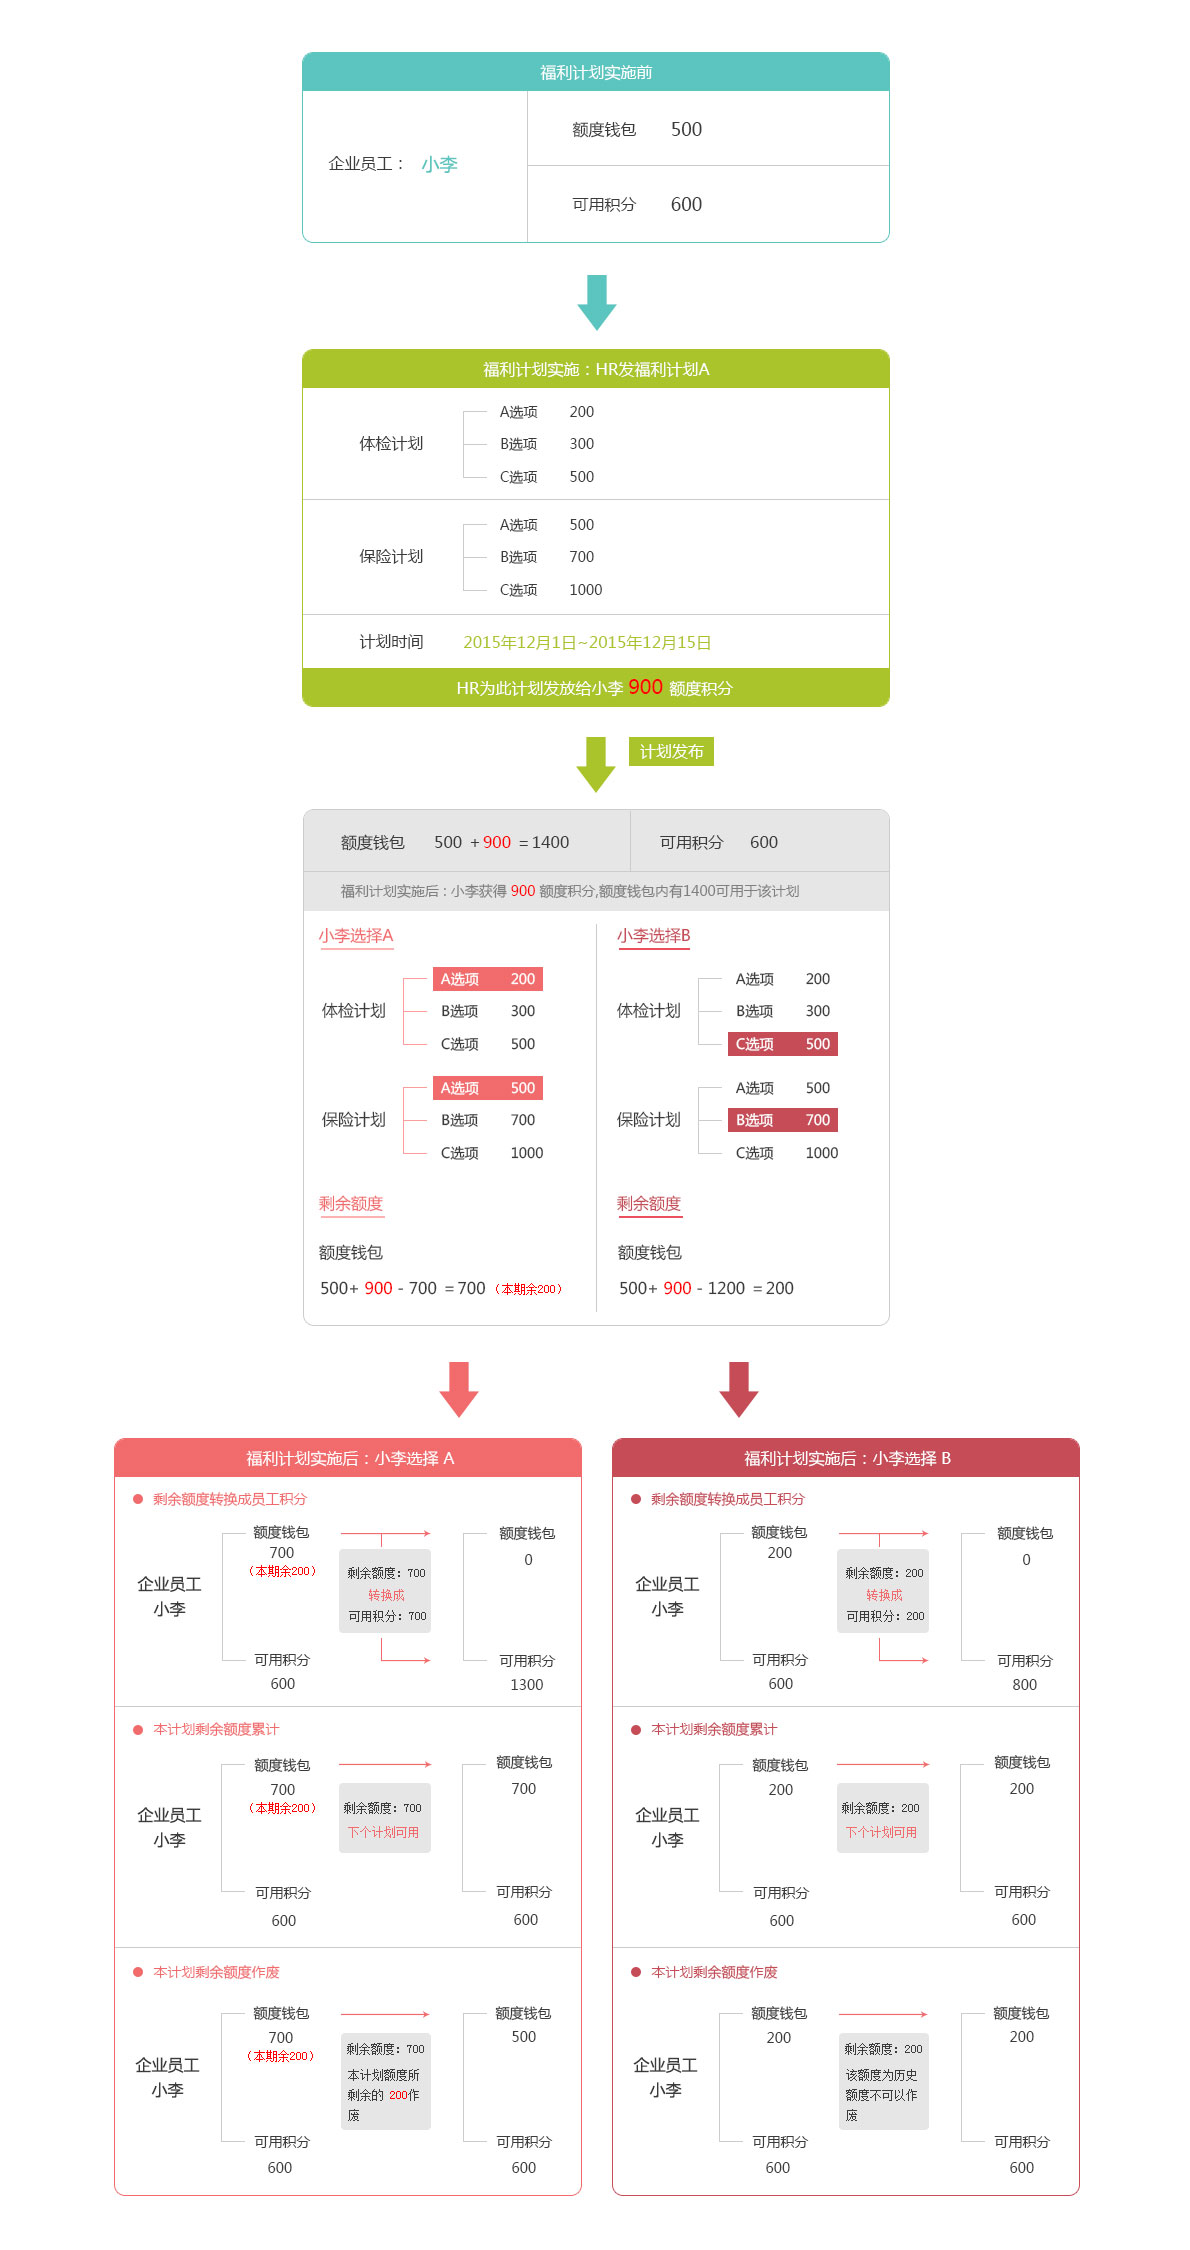 福利计划实施前
企业员工： 小李
额度钱包 500
可用积分 600
福利计划实施：HR发福利计划A
体检计划
A选项 200
B选项 300
C选项 500
保险计划
A选项 500
B选项 700
C选项 1000
计划时间 2015年12月1日~2015年12月15日
HR为此计划发放给小李 900 额度积分
计划发布
额度钱包 500 +900 =1400
可用积分 600
福利计划实施后：小李获得 900 额度积分,额度钱包内有1400可用于该计划
小李选择A
体检计划
A选项 200
B选项 300
C选项 500
保险计划
A选项 500
B选项 700
C选项 1000
剩余额度
额度钱包
500+ 900 - 700 =700 （本期余200）
小李选择B
体检计划
A选项 200
B选项 300
C选项 500
保险计划
A选项 500
B选项 700
C选项 1000
剩余额度
额度钱包
500+ 900 - 1200 =200
福利计划实施后：小李选择 A
剩余额度转换成员工积分
企业员工
小李
额度钱包
700
（本期余200）
可用积分
600
剩余额度：700
转换成
可用积分：700
额度钱包
0
可用积分
1300
本计划剩余额度累计
企业员工
小李
额度钱包
700
（本期余200）
可用积分
600
剩余额度：700
下个计划可用
额度钱包
700
可用积分
600
本计划剩余额度作废
企业员工
小李
额度钱包
700
（本期余200）
可用积分
600
剩余额度：700
本计划额度所
剩余的 200作
废
额度钱包
500
可用积分
600
福利计划实施后：小李选择 B
剩余额度转换成员工积分
企业员工
小李
额度钱包
200
可用积分
600
剩余额度：200
转换成
可用积分：200
额度钱包
0
可用积分
800
本计划剩余额度累计
企业员工
小李
额度钱包
200
可用积分
600
剩余额度：200
下个计划可用
额度钱包
200
可用积分
600
本计划剩余额度作废
企业员工
小李
额度钱包
200
可用积分
600
剩余额度：200
该额度为历史
额度不可以作
废
额度钱包
200
可用积分
600